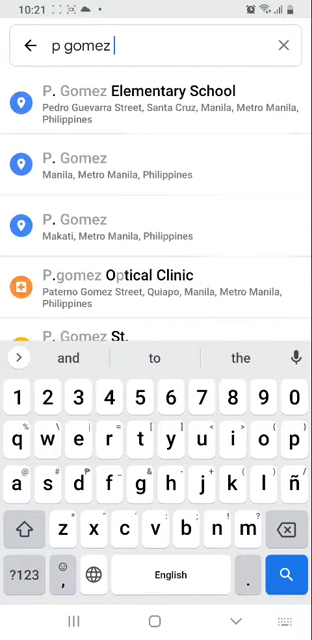 10:21
p gomez
P. Gomez Elementary School
Pedro Guevarra Street, Santa Cruz, Manila, Metro Manila,
Philippines
P. Gomez
Manila, Metro Manila, Philippines
P. Gomez
Makati, Metro Manila, Philippines
P.gomez Optical Clinic
Paterno Gomez Street, Quiapo, Manila, Metro Manila,
Philippines
P. Gomez St.
and to the
1 2 3 4 5 6 7 8 9 0
q w e r t y u i o p
a s d f g h j k l ñ
z x c v b n m
?123 , English .